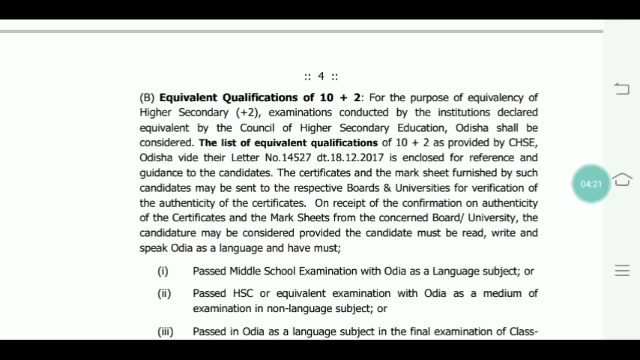 :: 4 ::
(B) Equivalent Qualifications of 10 + 2: For the purpose of equivalency of
Higher Secondary (+2), examinations conducted by the institutions declared
equivalent by the Council of Higher Secondary Education, Odisha shall be
considered. The list of equivalent qualifications of 10 + 2 as provided by CHSE,
Odisha vide their Letter No.14527 dt.18.12.2017 is enclosed for reference and
guidance to the candidates. The certificates and the mark sheet furnished by such
candidates may be sent to the respective Boards & Universities for verification of
the authenticity of the certificates. On receipt of the confirmation on authenticity
of the Certificates and the Mark Sheets from the concerned Board/ University, the
candidature may be considered provided the candidate must be read, write and
speak Odia as a language and have must;
(i) Passed Middle School Examination with Odia as a Language subject; or
(ii) Passed HSC or equivalent examination with Odia as a medium of
examination in non-language subject; or
(iii) Passed in Odia as a language subject in the final examination of Class-
04:21